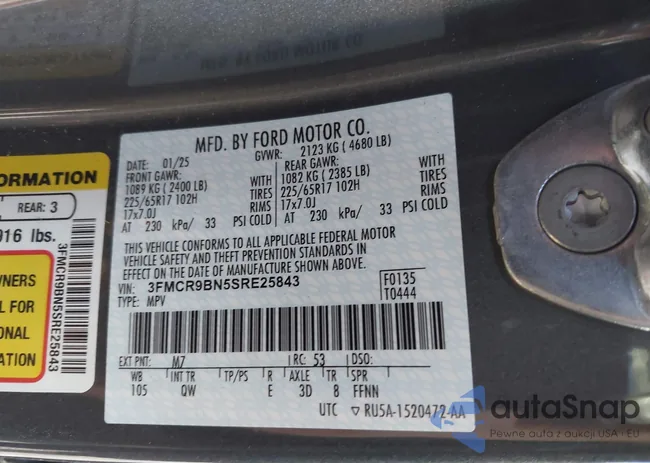 MFD. BY FORD MOTOR CO.
DATE: 01/25 GVWR: 2123 KG ( 4680 LB)
FRONT GAWR: REAR GAWR:
1089 KG ( 2400 LB) WITH 1082 KG ( 2385 LB) WITH
225/65R17 102H TIRES 225/65R17 102H TIRES
17x7.0J RIMS 17x7.0J RIMS
AT 230 kPa/ 33 PSI COLD AT 230 kPa/ 33 PSI COLD
THIS VEHICLE CONFORMS TO ALL APPLICABLE FEDERAL MOTOR
VEHICLE SAFETY AND THEFT PREVENTION STANDARDS IN
EFFECT ON THE DATE OF MANUFACTURE SHOWN ABOVE.
VIN: 3FMCR9BN5SRE25843 F0135
TYPE: MPV T0444
EXT PNT: M7 RC: 53 DSO:
WB INT TR TP/PS R AXLE TR SPR
105 QW E 3D 8 FFNN
UTC ▽ RU5A-1520472-AA
FORMATION
REAR: 3
916 lbs.
WNERS
L FOR
ONAL
ATION
3FMCR9BN5SRE25843
autoSnap
Pewne auta z aukcji USA i EU